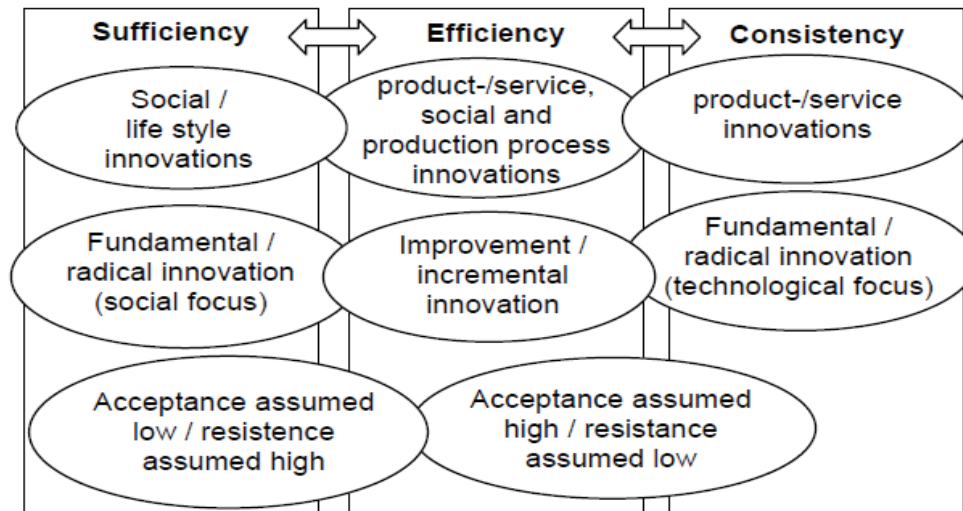 Sufficiency
Efficiency
Consistency
Social /
life style
innovations
product-/service,
social and
production process
innovations
product-/service
innovations
Fundamental /
radical innovation
(social focus)
Improvement /
incremental
innovation
Fundamental /
radical innovation
(technological focus)
Acceptance assumed
low / resistence
assumed high
Acceptance assumed
high / resistance
assumed low